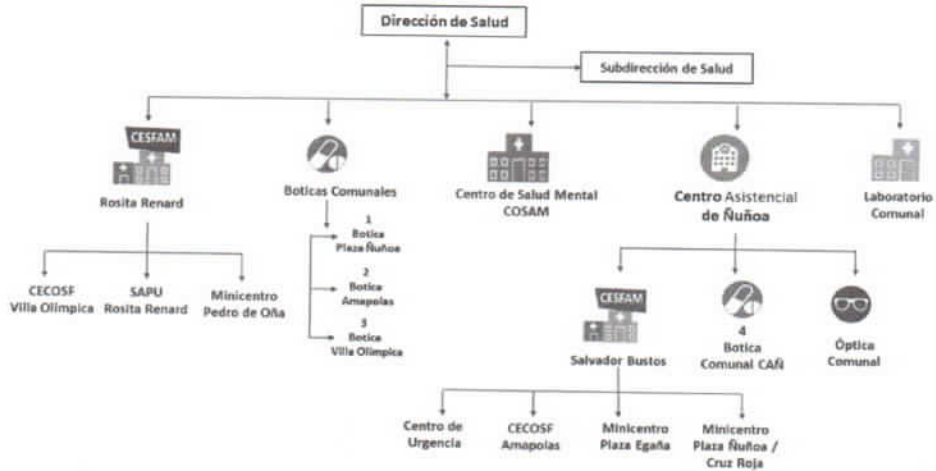 Dirección de Salud
Subdirección de Salud
CESFAM
Rosita Renard
Boticas Comunales
Centro de Salud Mental
COSAM
Centro Asistencial
de Ñuñoa
Laboratorio
Comunal
1
Botica
Plaza Ñuñoa
2
Botica
Amapolas
3
Botica
Villa Olímpica
CECOSF
Villa Olímpica
SAPU
Rosita Renard
Minicentro
Pedro de Oña
CESFAM
Salvador Bustos
4
Botica
Comunal CAÑ
Óptica
Comunal
Centro de
Urgencia
CECOSF
Amapolas
Minicentro
Plaza Egaña
Minicentro
Plaza Ñuñoa /
Cruz Roja